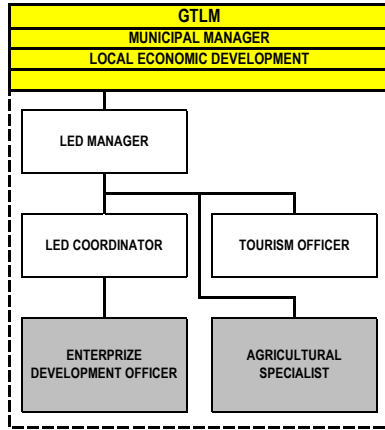 GTLM
MUNICIPAL MANAGER
LOCAL ECONOMIC DEVELOPMENT
LED MANAGER
LED COORDINATOR
TOURISM OFFICER
ENTERPRIZE
DEVELOPMENT OFFICER
AGRICULTURAL
SPECIALIST